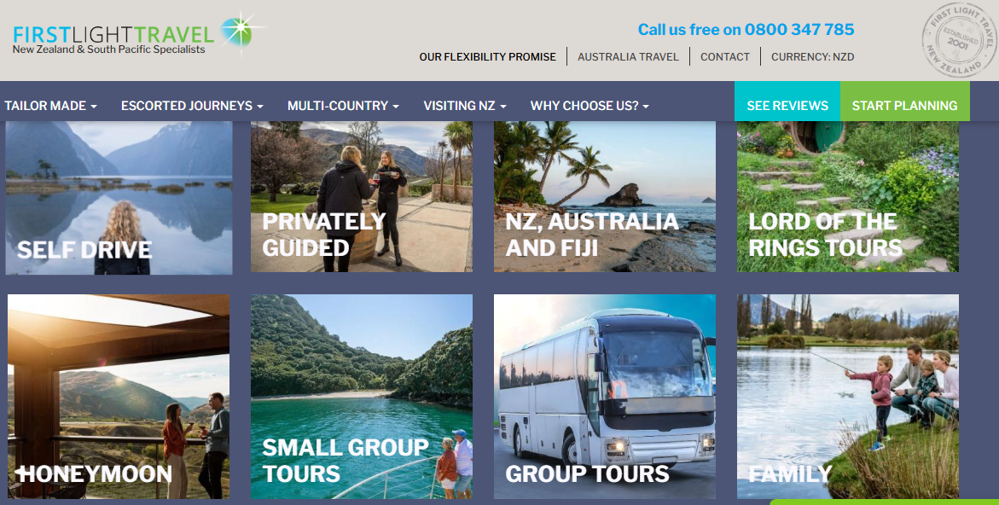 FIRSTLIGHTTRAVEL
New Zealand & South Pacific Specialists
Call us free on 0800 347 785
OUR FLEXIBILITY PROMISE
AUSTRALIA TRAVEL
CONTACT
CURRENCY: NZD
FIRST LIGHT TRAVEL
ESTABLISHED
2001
NEW ZEALAND
TAILOR MADE
ESCORTED JOURNEYS
MULTI-COUNTRY
VISITING NZ
WHY CHOOSE US?
SEE REVIEWS
START PLANNING
SELF DRIVE
PRIVATELY
GUIDED
NZ, AUSTRALIA
AND FIJI
LORD OF THE
RINGS TOURS
HONEYMOON
SMALL GROUP
TOURS
GROUP TOURS
FAMILY